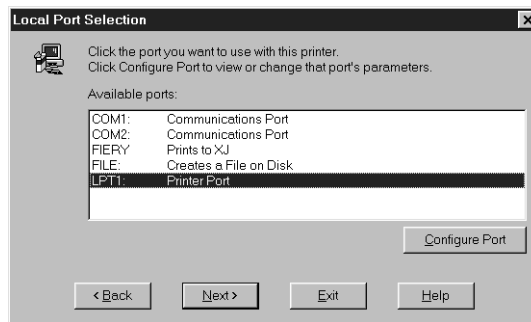 Local Port Selection
Click the port you want to use with this printer.
Click Configure Port to view or change that port's parameters.
Available ports:
COM1: Communications Port
COM2: Communications Port
FIERY Prints to XJ
FILE: Creates a File on Disk
LPT1: Printer Port
Configure Port
< Back Next > Exit Help